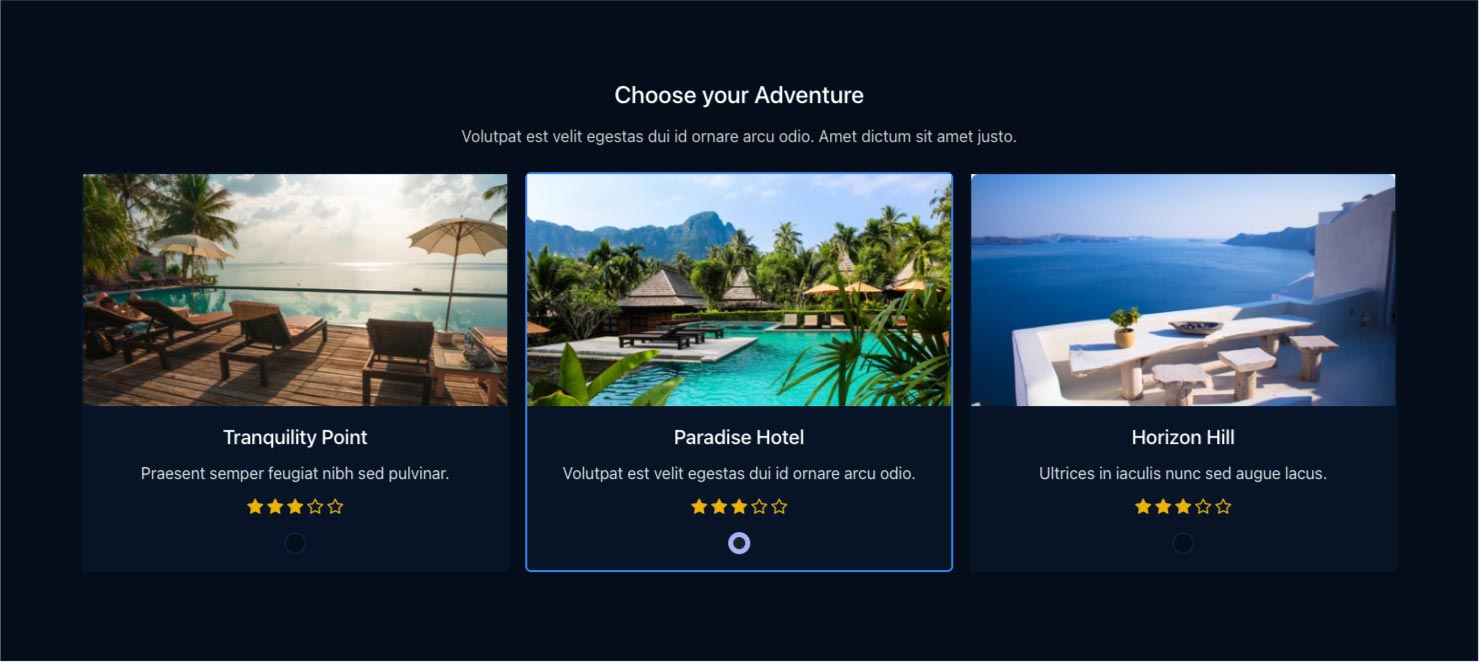 Choose your Adventure
Volutpat est velit egestas dui id ornare arcu odio. Amet dictum sit amet justo.
Tranquility Point
Praesent semper feugiat nibh sed pulvinar.
Paradise Hotel
Volutpat est velit egestas dui id ornare arcu odio.
Horizon Hill
Ultrices in iaculis nunc sed augue lacus.